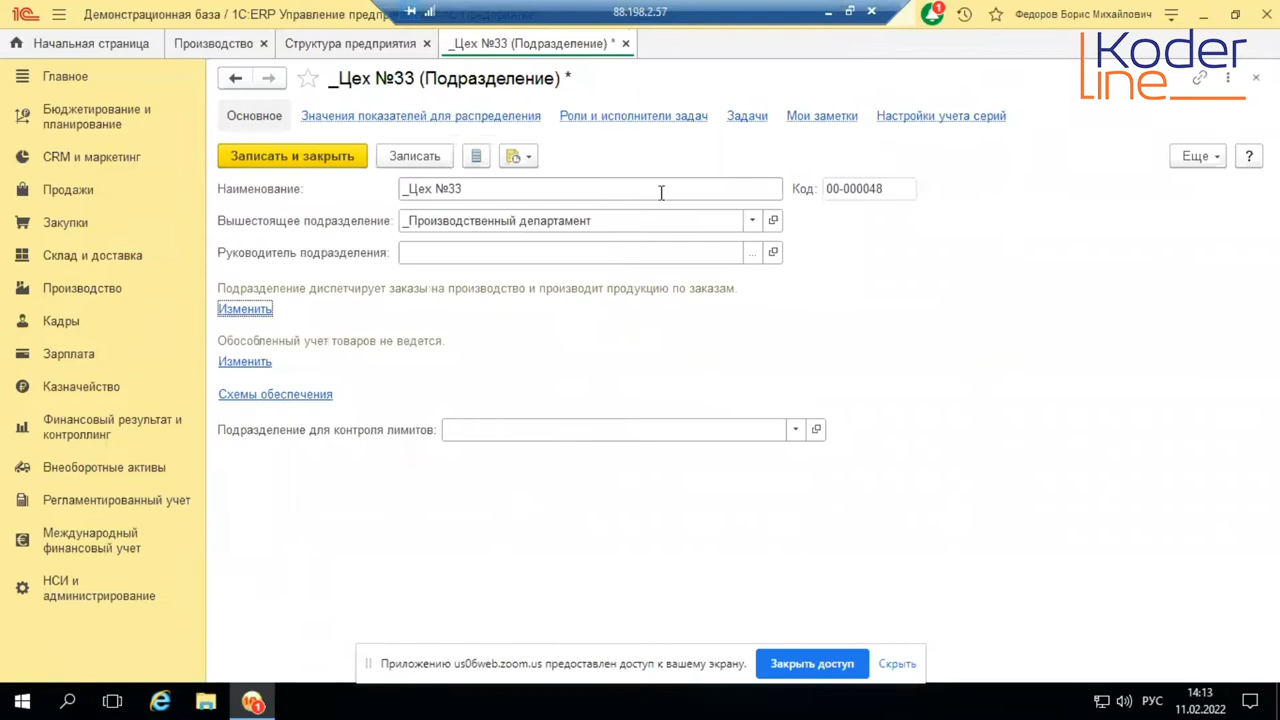 Демонстрационная база / 1С:ERP Управление предпр
88.198.2.57
1
Федоров Борис Михайлович
Начальная страница
Производство
Структура предприятия
_Цех №33 (Подразделение) *
Koder
line
Главное
Бюджетирование и
планирование
CRM и маркетинг
Продажи
Закупки
Склад и доставка
Производство
Кадры
Зарплата
Казначейство
Финансовый результат и
контроллинг
Внеоборотные активы
Регламентированный учет
Международный
финансовый учет
НСИ и
администрирование
_Цех №33 (Подразделение) *
Основное Значения показателей для распределения Роли и исполнители задач Задачи Мои заметки Настройки учета серий
Записать и закрыть Записать Еще ?
Наименование: _Цех №33 Код: 00-000048
Вышестоящее подразделение: _Производственный департамент
Руководитель подразделения: ...
Подразделение диспетчирует заказы на производство и производит продукцию по заказам.
Изменить
Обособленный учет товаров не ведется.
Изменить
Схемы обеспечения
Подразделение для контроля лимитов:
Приложению us06web.zoom.us предоставлен доступ к вашему экрану. Закрыть доступ Скрыть
1
РУС
14:13
11.02.2022